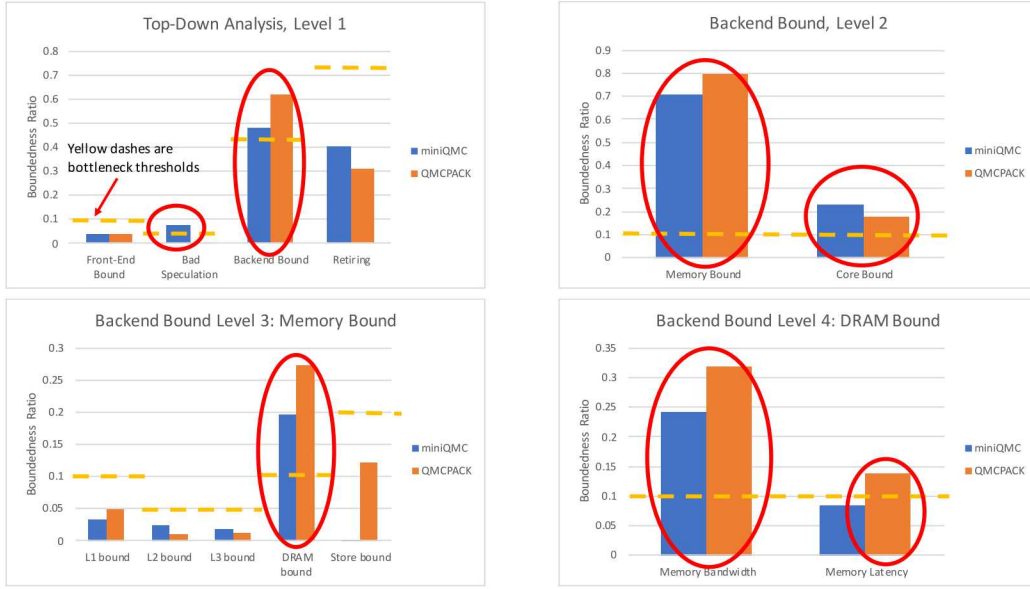 Top-Down Analysis, Level 1
Boundedness Ratio
0.8
0.7
0.6
0.5
0.4
0.3
0.2
0.1
0
Yellow dashes are
bottleneck thresholds
Front-End
Bound
Bad
Speculation
Backend Bound
Retiring
miniQMC
QMCPACK
Backend Bound, Level 2
Boundedness Ratio
0.9
0.8
0.7
0.6
0.5
0.4
0.3
0.2
0.1
0
Memory Bound
Core Bound
miniQMC
QMCPACK
Backend Bound Level 3: Memory Bound
Boundedness Ratio
0.3
0.25
0.2
0.15
0.1
0.05
0
L1 bound
L2 bound
L3 bound
DRAM
bound
Store bound
miniQMC
QMCPACK
Backend Bound Level 4: DRAM Bound
Boundedness Ratio
0.35
0.3
0.25
0.2
0.15
0.1
0.05
0
Memory Bandwidth
Memory Latency
miniQMC
QMCPACK